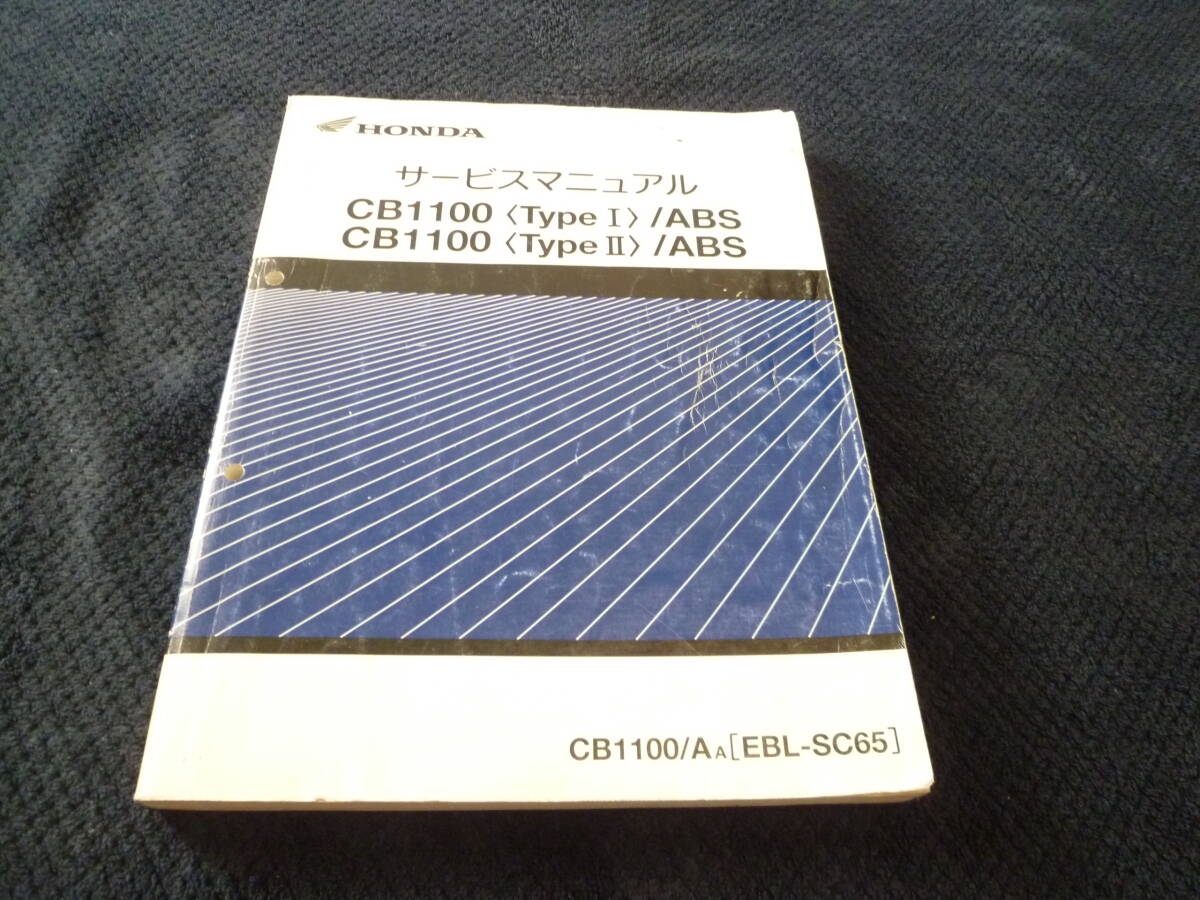 HONDA
サービスマニュアル
CB1100〈Type Ⅰ〉/ABS
CB1100〈Type Ⅱ〉/ABS
CB1100/AA[EBL-SC65]